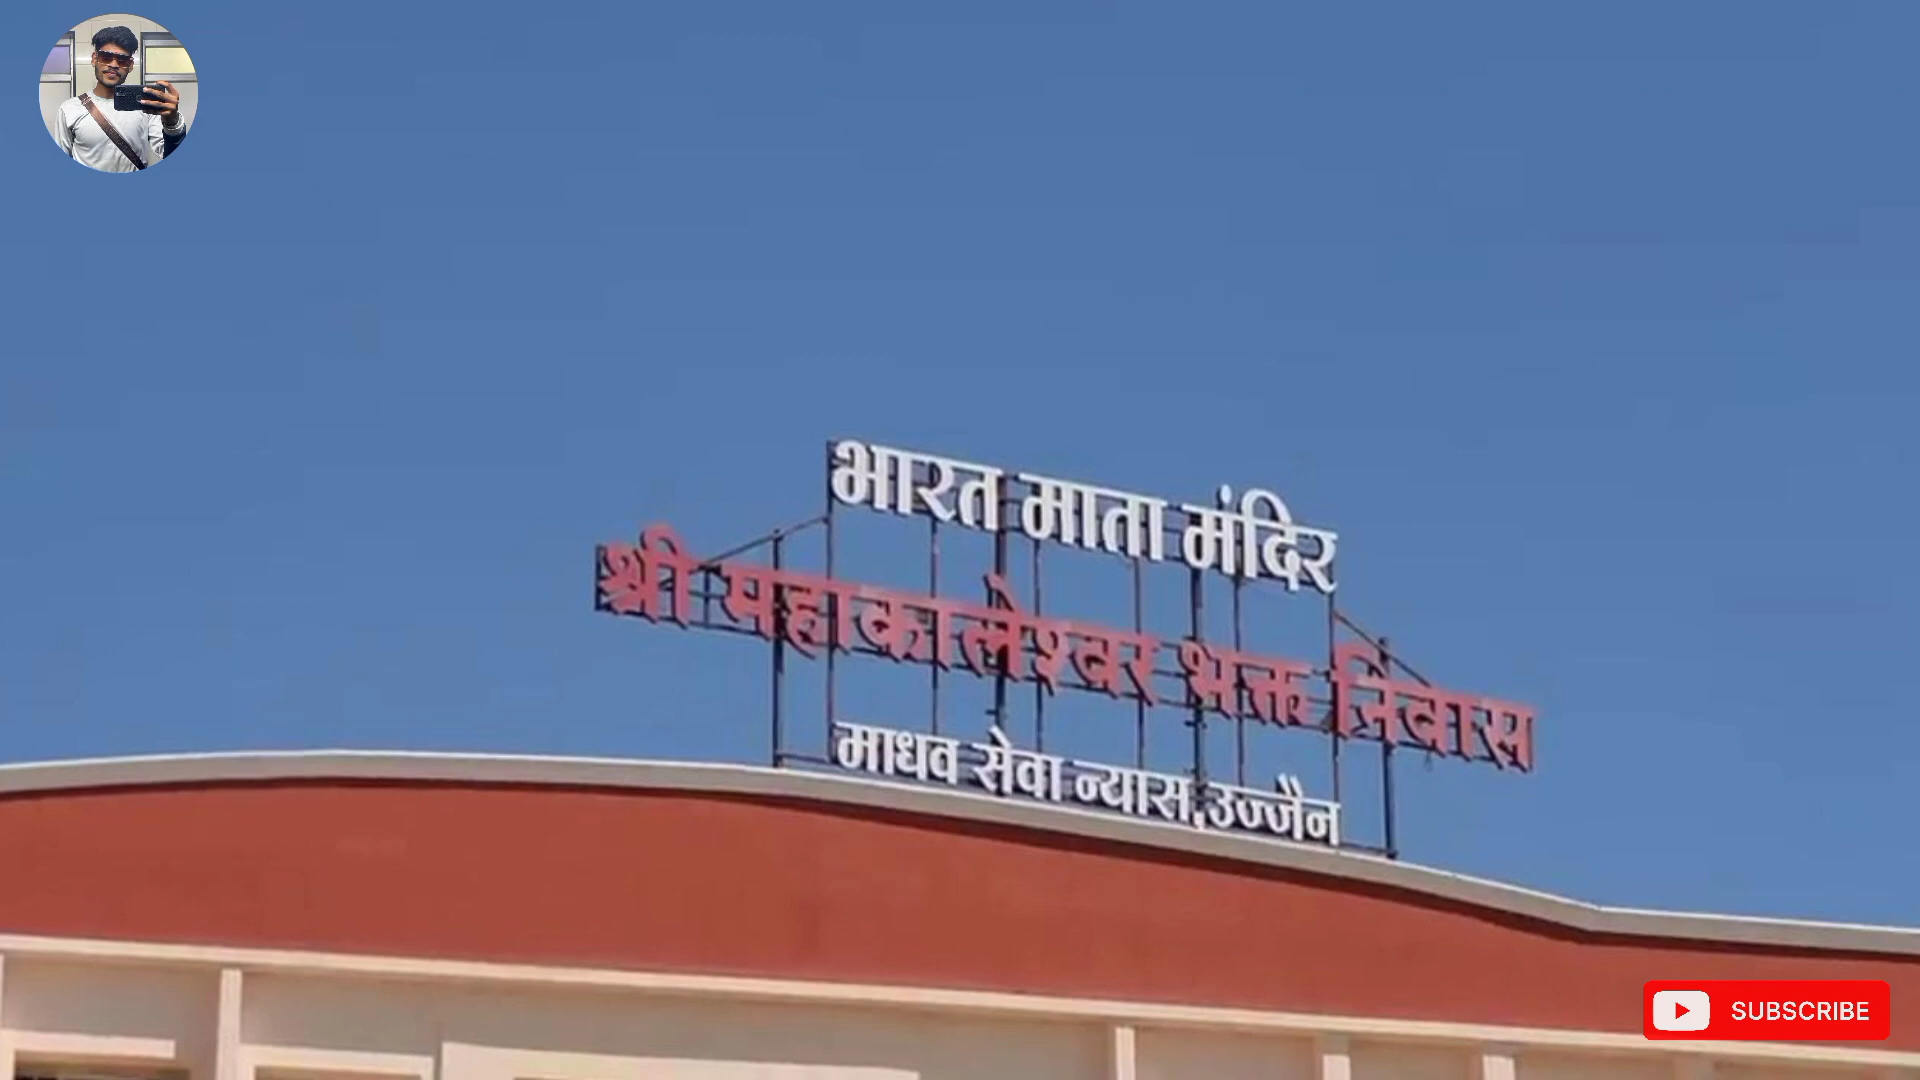 भारत माता मंदिर
श्री महाकालेश्वर भक्त निवास
माधव सेवा न्यास,उज्जैन
SUBSCRIBE